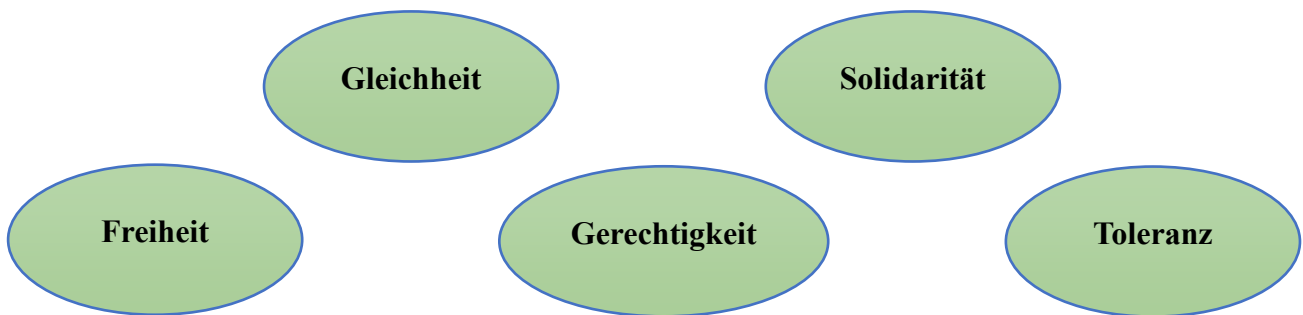 Gleichheit
Solidarität
Freiheit
Gerechtigkeit
Toleranz